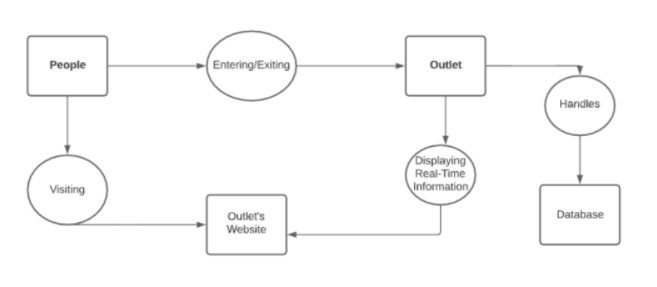 People
Entering/Exiting
Outlet
Handles
Visiting
Displaying
Real-Time
Information
Outlet's
Website
Database